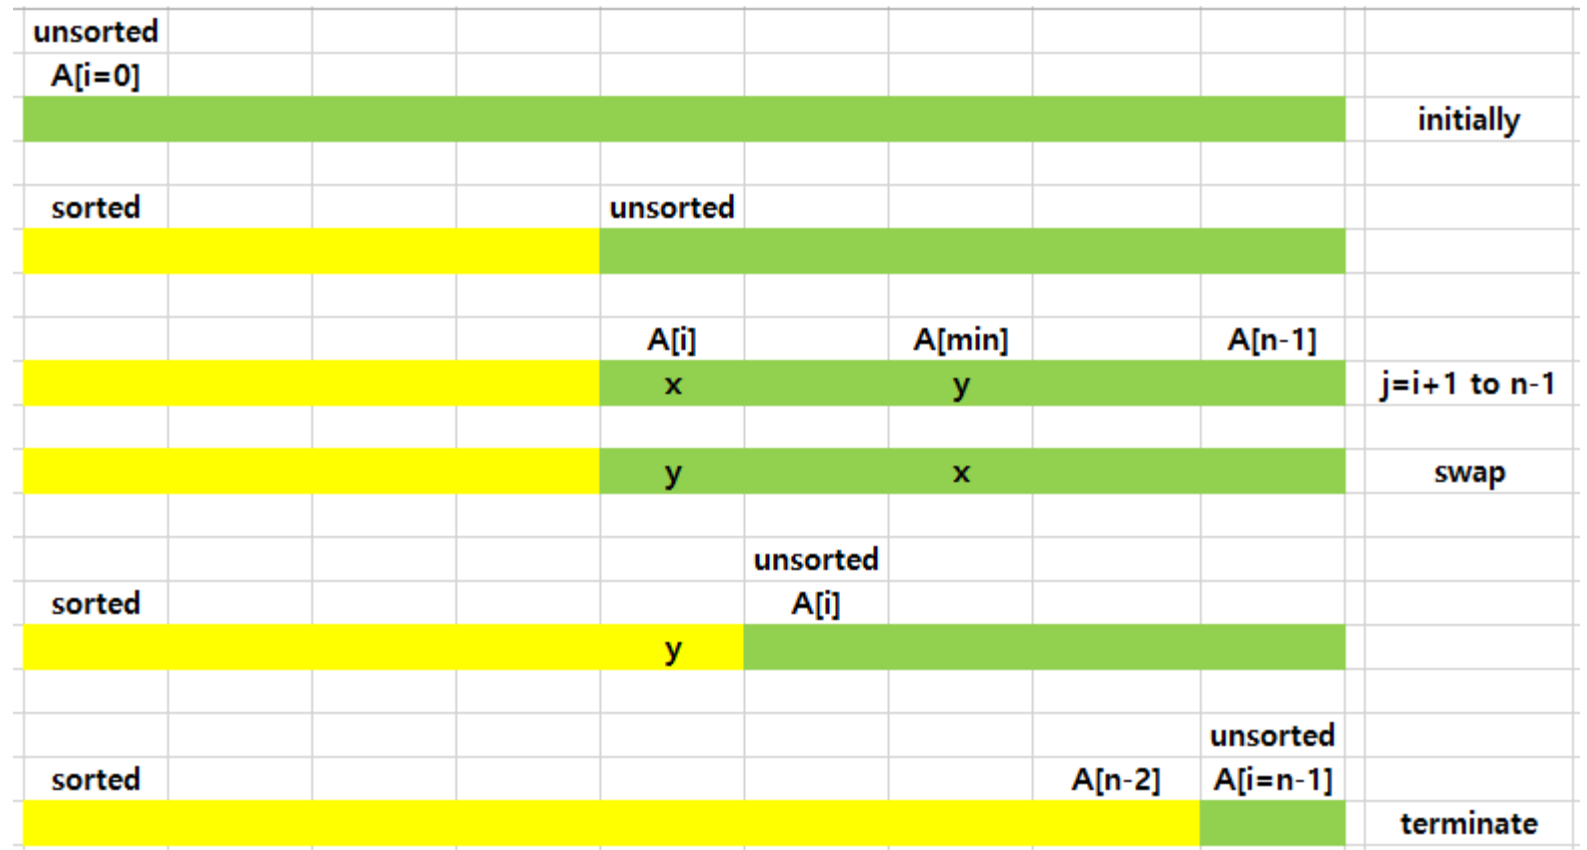 unsorted
A[i=0]
initially
sorted unsorted
A[i] A[min] A[n-1]
x y j=i+1 to n-1
y x swap
unsorted
sorted A[i]
y
unsorted
sorted A[n-2] A[i=n-1]
terminate